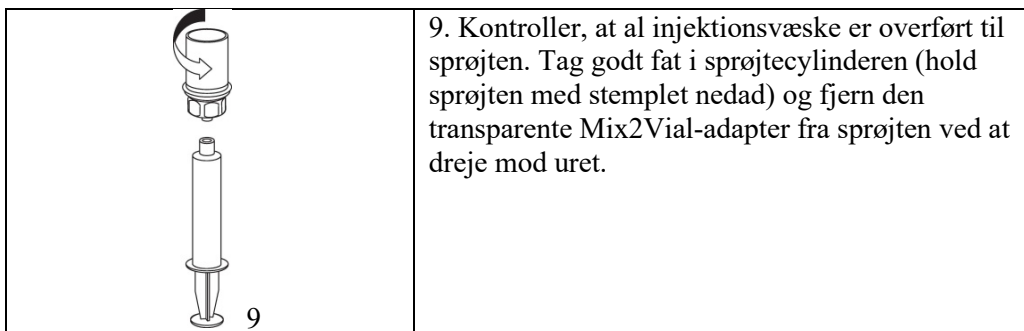 9. Kontroller, at al injektionsvæske er overført til
sprøjten. Tag godt fat i sprøjtecylinderen (hold
sprøjten med stemplet nedad) og fjern den
transparente Mix2Vial-adapter fra sprøjten ved at
dreje mod uret.
9